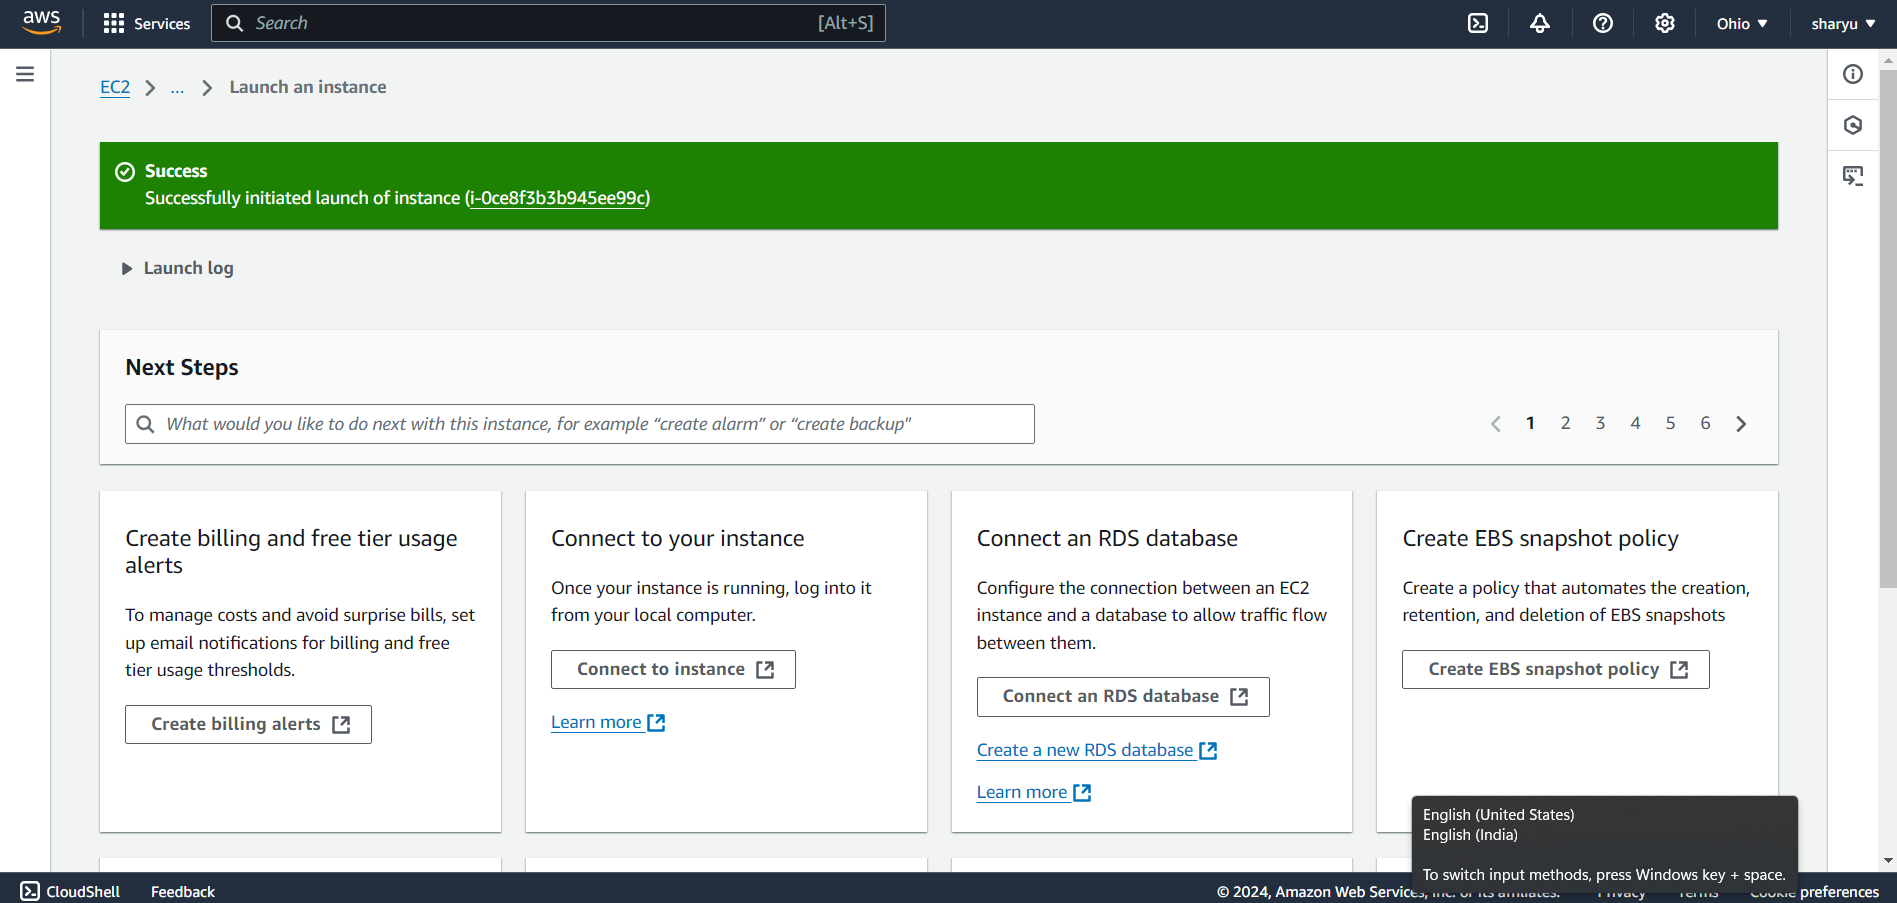 aws
Services
Search [Alt+S]
Ohio
sharyu
EC2 ... Launch an instance
Success
Successfully initiated launch of instance (i-0ce8f3b3b945ee99c)
Launch log
Next Steps
What would you like to do next with this instance, for example “create alarm” or “create backup"
1 2 3 4 5 6
Create billing and free tier usage
alerts
To manage costs and avoid surprise bills, set
up email notifications for billing and free
tier usage thresholds.
Create billing alerts
Connect to your instance
Once your instance is running, log into it
from your local computer.
Connect to instance
Learn more
Connect an RDS database
Configure the connection between an EC2
instance and a database to allow traffic flow
between them.
Connect an RDS database
Create a new RDS database
Learn more
Create EBS snapshot policy
Create a policy that automates the creation,
retention, and deletion of EBS snapshots
Create EBS snapshot policy
English (United States)
English (India)
To switch input methods, press Windows key + space.
CloudShell
Feedback
© 2024, Amazon Web Services, Inc. or its affiliates.
Privacy
Terms
Cookie preferences